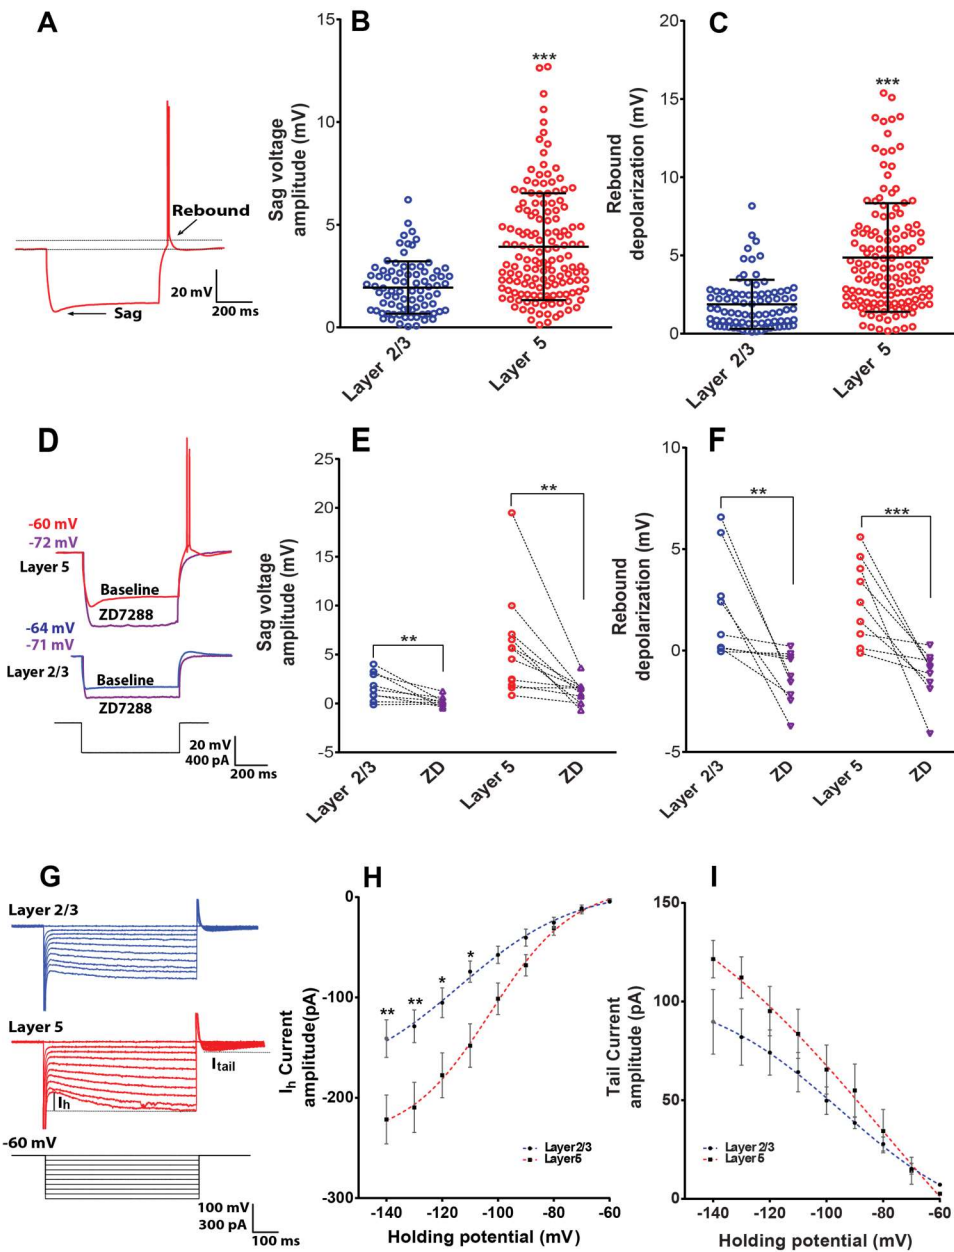 A
Rebound
Sag
20 mV
200 ms
B
Sag voltage
amplitude (mV)
15
10
5
0
***
Layer 2/3
Layer 5
C
Rebound
depolarization (mV)
20
15
10
5
0
***
Layer 2/3
Layer 5
D
-60 mV
-72 mV
Layer 5
Baseline
ZD7288
-64 mV
-71 mV
Layer 2/3
Baseline
ZD7288
20 mV
400 pA
200 ms
E
Sag voltage
amplitude (mV)
25
20
15
10
5
0
-5
**
**
Layer 2/3
ZD
Layer 5
ZD
F
Rebound
depolarization (mV)
10
5
0
-5
**
***
Layer 2/3
ZD
Layer 5
ZD
G
Layer 2/3
Layer 5
Itail
Ih
-60 mV
100 mV
300 pA
100 ms
H
Ih Current
amplitude(pA)
0
-100
-200
-300
**
**
*
*
Layer2/3
Layer5
-140
-120
-100
-80
-60
Holding potential (mV)
I
Tail Current
amplitude (pA)
150
100
50
0
Layer2/3
Layer5
-140
-120
-100
-80
-60
Holding potential (mV)